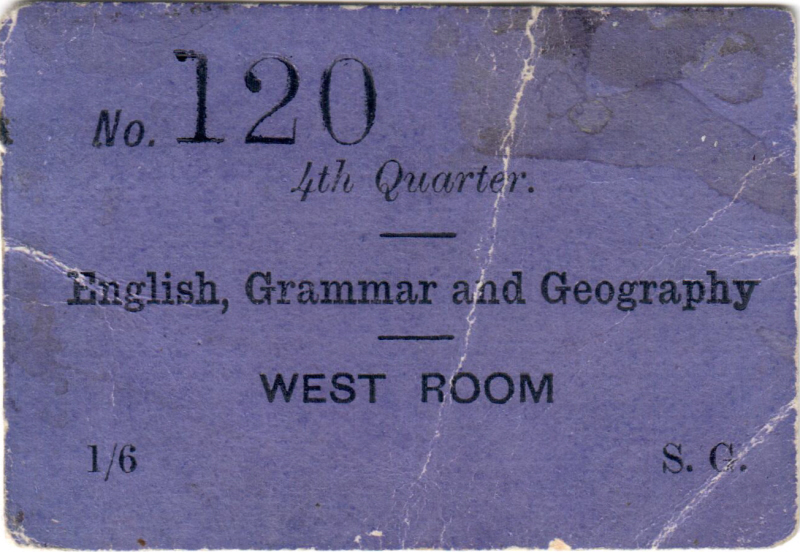 No. 120
4th Quarter.
English, Grammar and Geography
WEST ROOM
1/6 S. G.